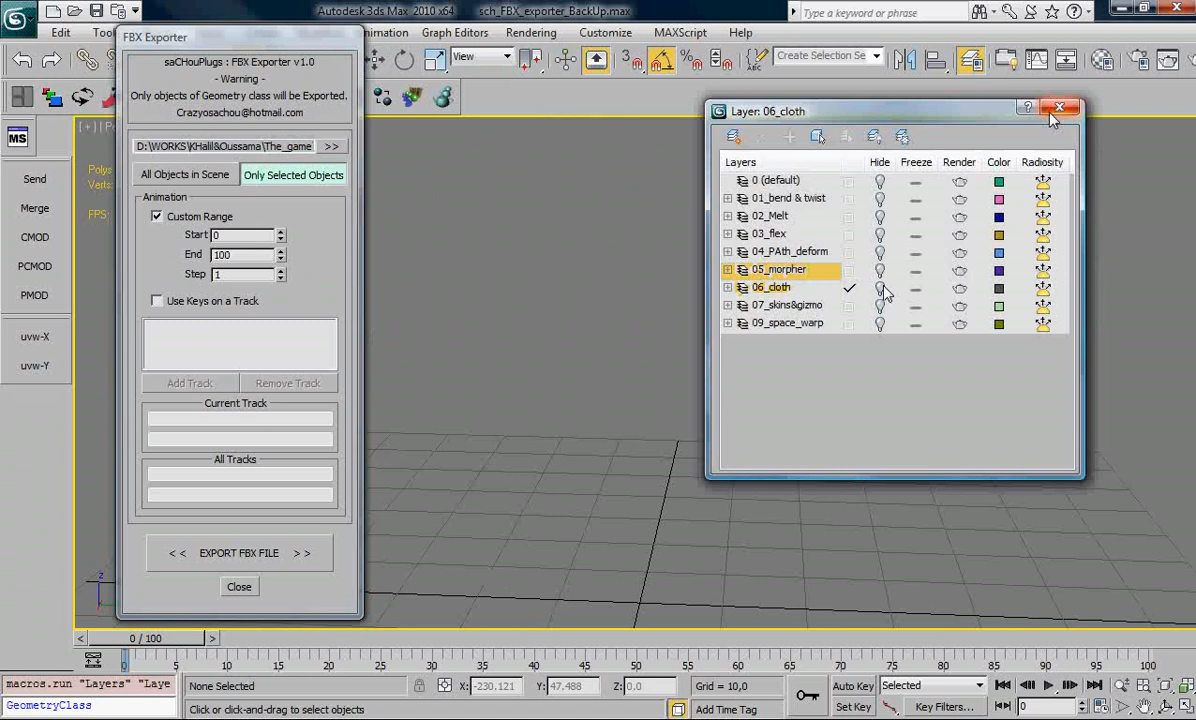 Autodesk 3ds Max 2010 x64 sch_FBX_exporter_BackUp.max
Type a keyword or phrase
Edit Graph Editors Rendering Customize MAXScript Help
View
Create Selection Se
FBX Exporter
saCHouPlugs : FBX Exporter v1.0
- Warning -
Only objects of Geometry class will be Exported.
Crazyosachou@hotmail.com
D:\WORKS\KHalil&Oussama\The_game >>
All Objects in Scene Only Selected Objects
Animation
Custom Range
Start 0
End 100
Step 1
Use Keys on a Track
Add Track Remove Track
Current Track
All Tracks
<< EXPORT FBX FILE >>
Close
MS
Send
Merge
CMOD
PCMOD
PMOD
uvw-X
uvw-Y
[ + ]
Polys
Verts:
FPS:
Layer: 06_cloth
Layers Hide Freeze Render Color Radiosity
0 (default)
01_bend & twist
02_Melt
03_flex
04_PAth_deform
05_morpher
06_cloth
07_skins&gizmo
09_space_warp
z
< 0 / 100 >
0 5 10 15 20 25 30 35 40 45 50 55 60 65 70 75 80 85 90 95 100
macros.run "Layers" "Laye
GeometryClass
None Selected X: -230.121 Y: 47.488 Z: 0,0 Grid = 10,0
Click or click-and-drag to select objects Add Time Tag
Auto Key Selected
Set Key Key Filters... 0